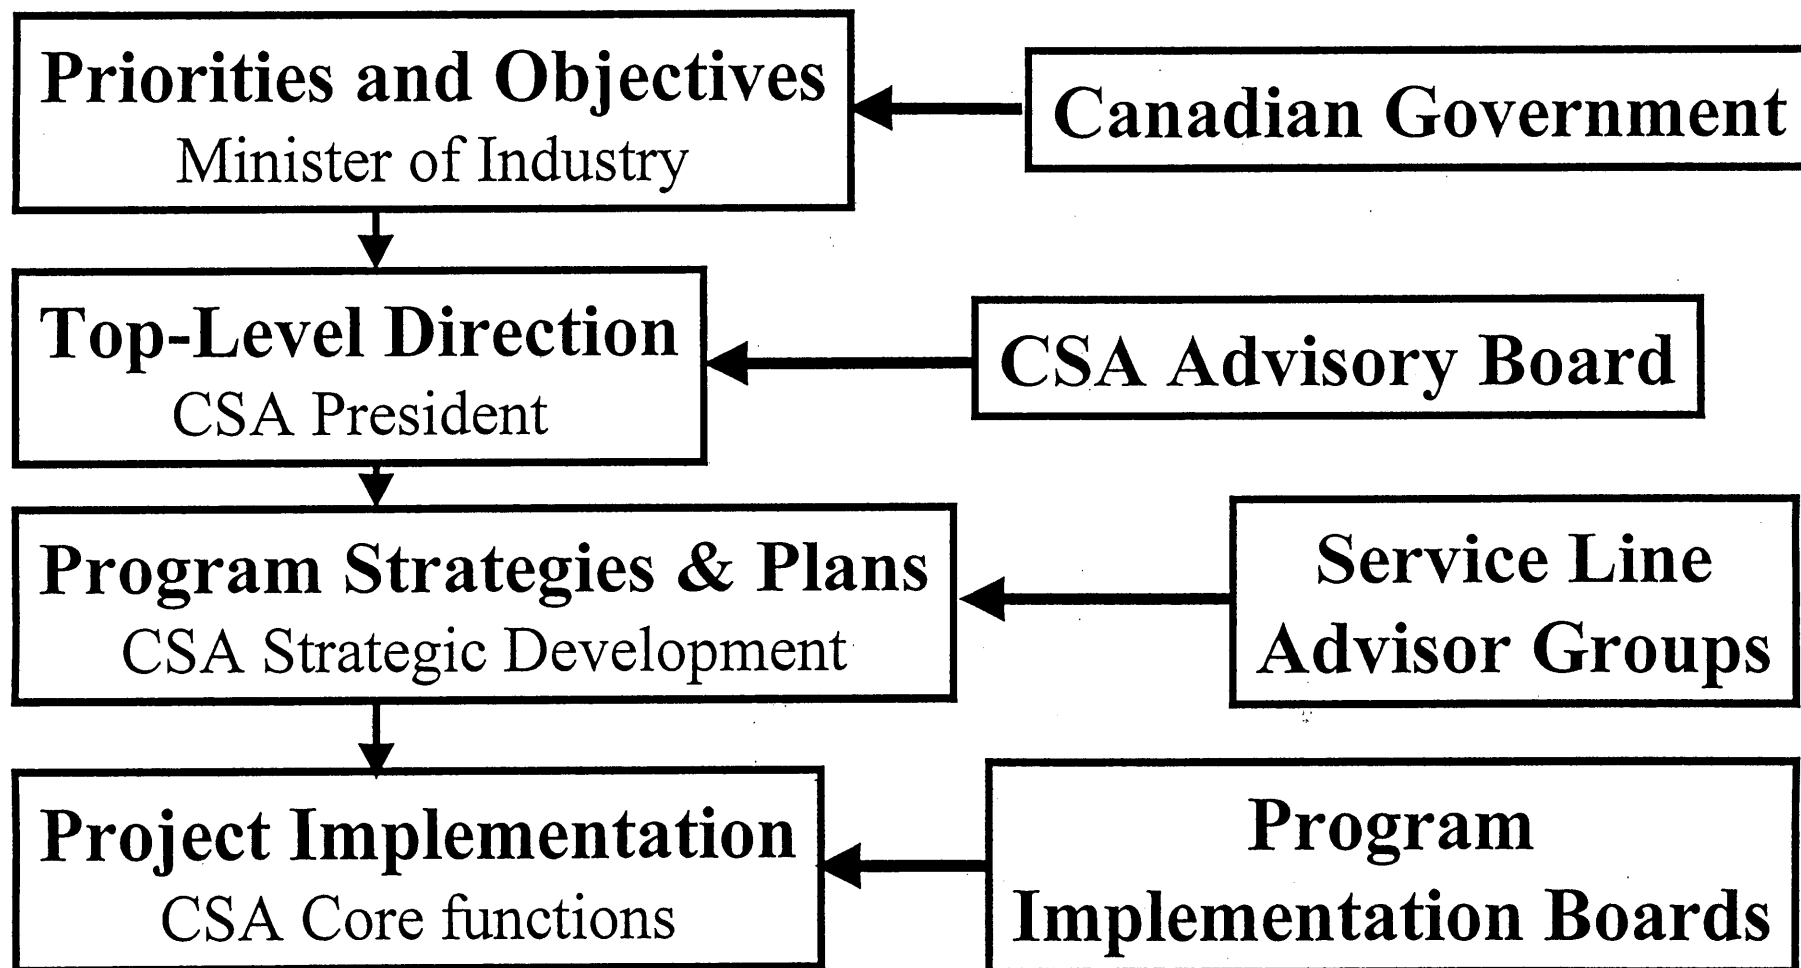 Priorities and Objectives
Minister of Industry
Canadian Government
Top-Level Direction
CSA President
CSA Advisory Board
Program Strategies & Plans
CSA Strategic Development
Service Line
Advisor Groups
Project Implementation
CSA Core functions
Program
Implementation Boards